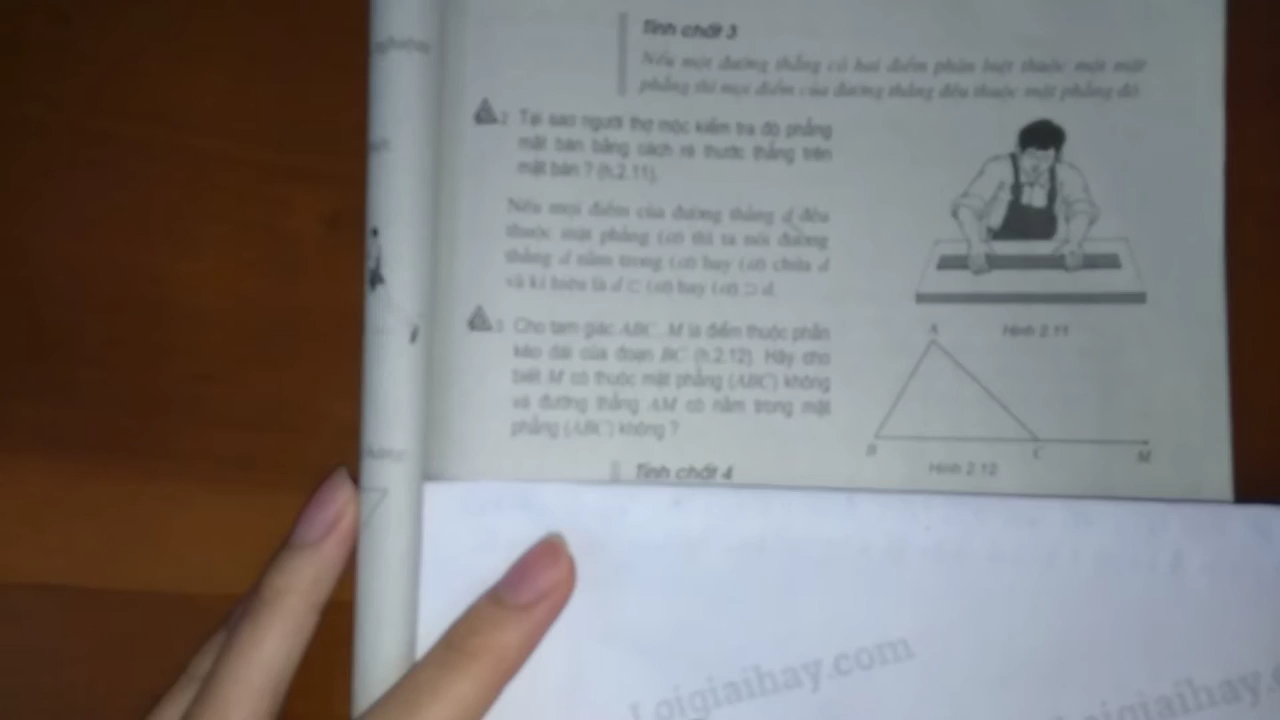 Tính chất 3
Nếu một đường thẳng có hai điểm phân biệt thuộc một mặt
phẳng thì mọi điểm của đường thẳng đều thuộc mặt phẳng đó.
2 Tại sao người thợ mộc kiểm tra độ phẳng
mặt bàn bằng cách rê thước thẳng trên
mặt bàn ? (h.2.11).
Nếu mọi điểm của đường thẳng d đều
thuộc mặt phẳng (α) thì ta nói đường
thẳng d nằm trong (α) hay (α) chứa d
và kí hiệu là d ⊂ (α) hay (α) ⊃ d.
Hình 2.11
3 Cho tam giác ABC, M là điểm thuộc phần
kéo dài của đoạn BC (h.2.12). Hãy cho
biết M có thuộc mặt phẳng (ABC) không
và đường thẳng AM có nằm trong mặt
phẳng (ABC) không ?
A
B
C
M
Hình 2.12
Tính chất 4
Loigiaihay.com
Loigiaihay.c